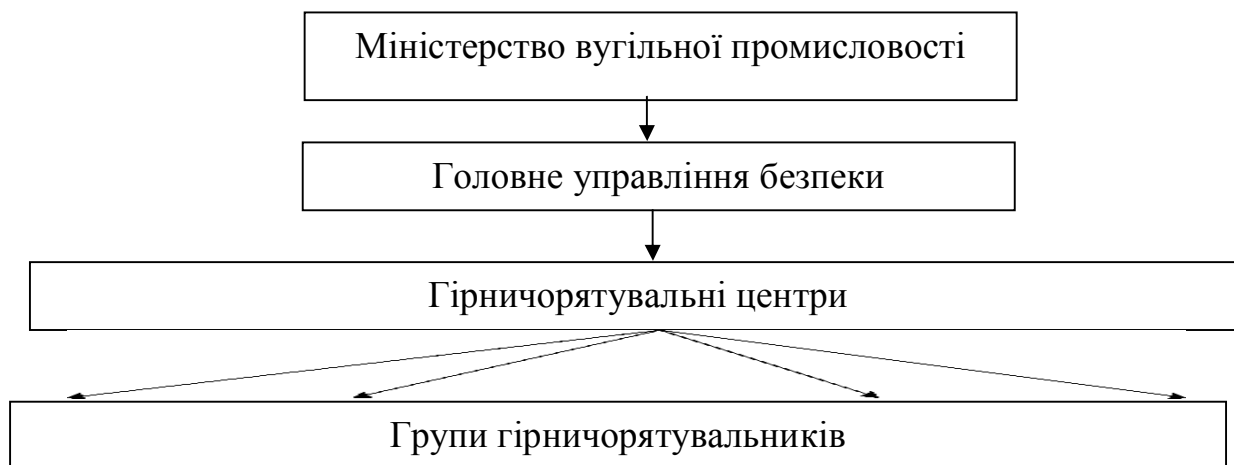 Міністерство вугільної промисловості
Головне управління безпеки
Гірничорятувальні центри
Групи гірничорятувальників